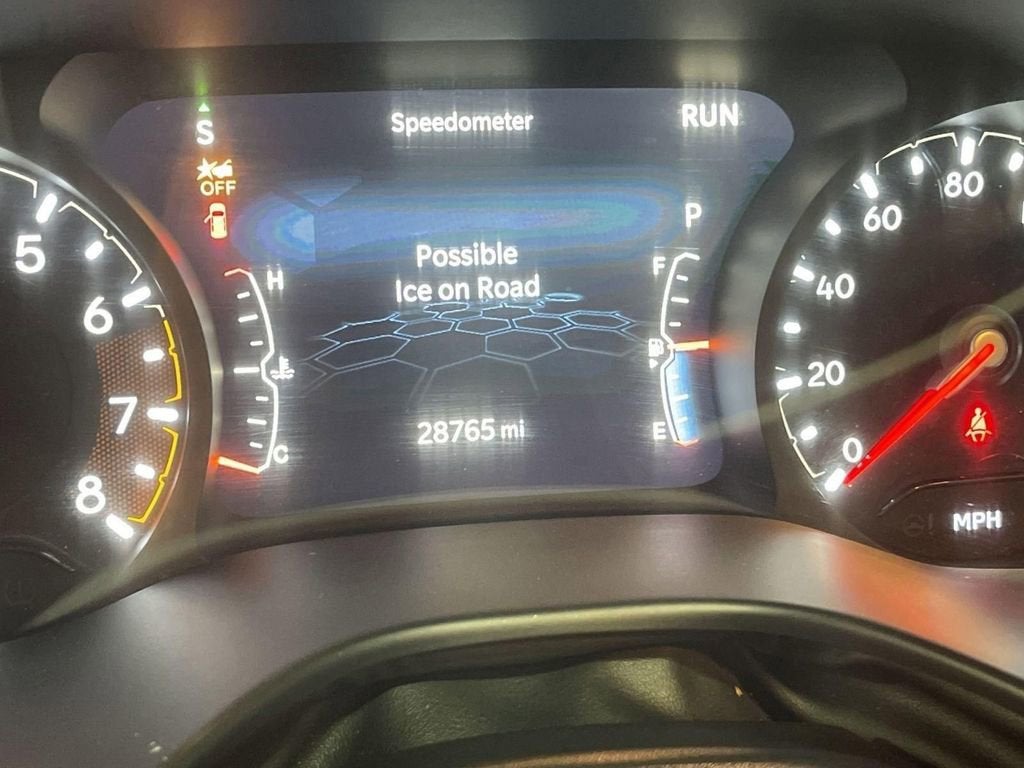 Speedometer
RUN
S
OFF
P
Possible
Ice on Road
H
F
C
E
28765 mi
5
6
7
8
80
60
40
20
0
MPH